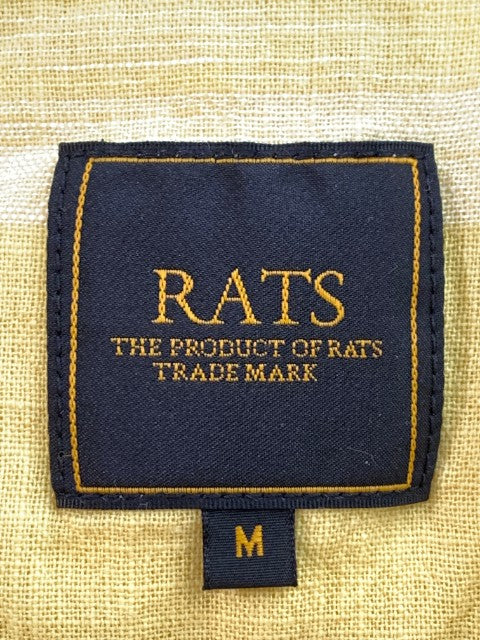 RATS
THE PRODUCT OF RATS
TRADE MARK
M